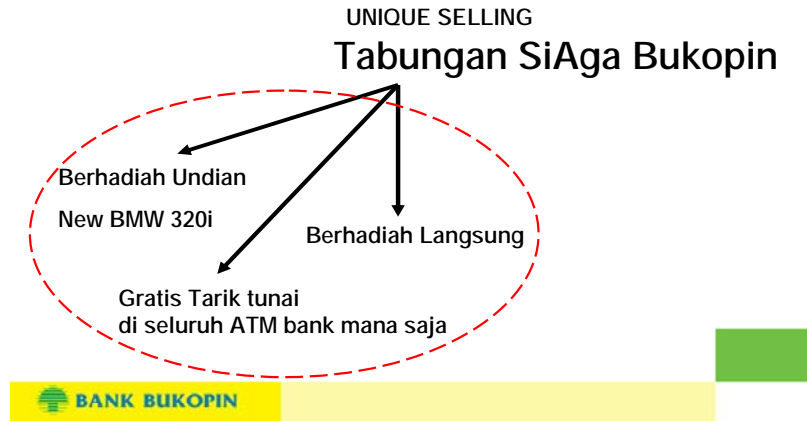 UNIQUE SELLING
Tabungan SiAga Bukopin
Berhadiah Undian
New BMW 320i
Berhadiah Langsung
Gratis Tarik tunai
di seluruh ATM bank mana saja
BANK BUKOPIN